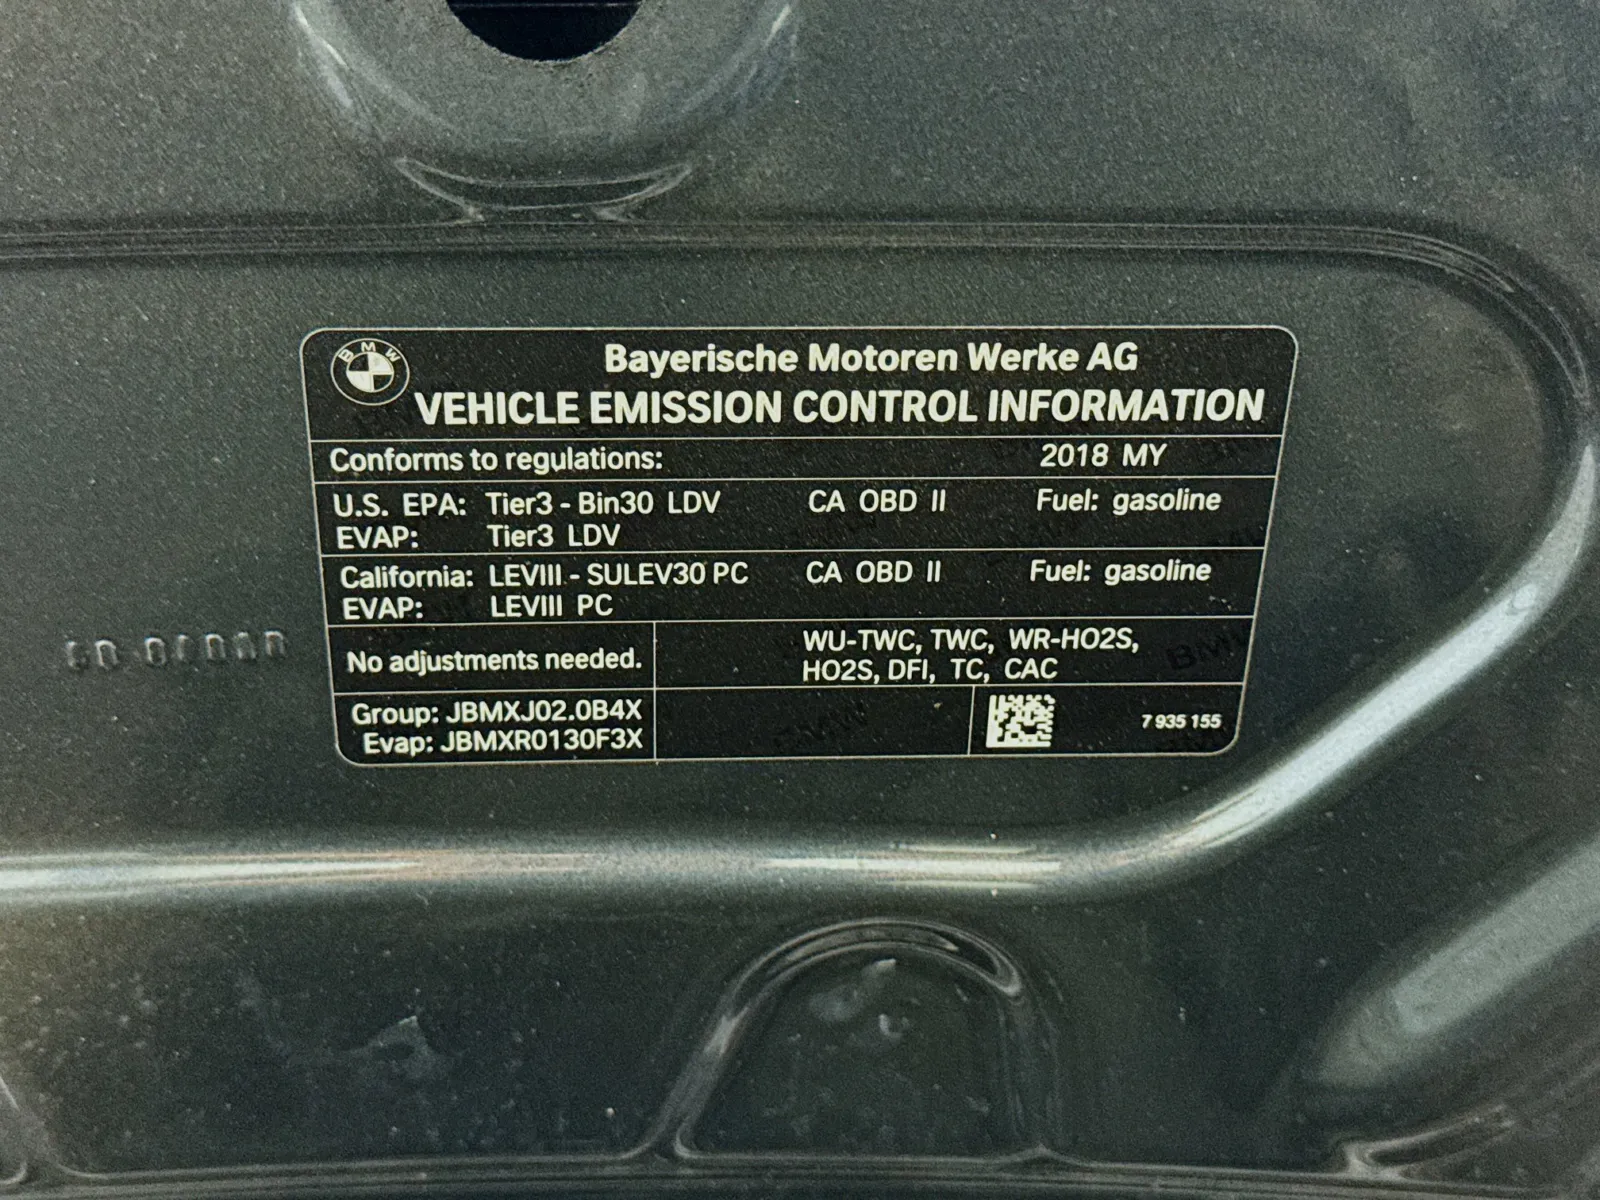 BMW
Bayerische Motoren Werke AG
VEHICLE EMISSION CONTROL INFORMATION
Conforms to regulations: 2018 MY
U.S. EPA: Tier3 - Bin30 LDV CA OBD II Fuel: gasoline
EVAP: Tier3 LDV
California: LEVIII - SULEV30 PC CA OBD II Fuel: gasoline
EVAP: LEVIII PC
No adjustments needed.
WU-TWC, TWC, WR-HO2S,
HO2S, DFI, TC, CAC
Group: JBMXJ02.0B4X
Evap: JBMXR0130F3X
7 935 155